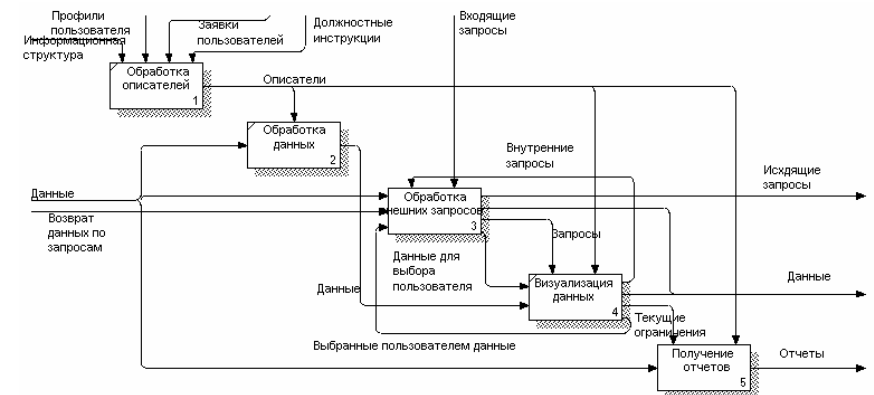 Профили
пользователя
Заявки
пользователей
Должностные
инструкции
Входящие
запросы
Информационная
структура
Обработка
описателей
1
Описатели
Обработка
данных
2
Внутренние
запросы
Исхдящие
запросы
Данные
Обработка
нешних запросов
3
Возврат
данных по
запросам
Запросы
Данные для
выбора
пользователя
Данные
Визуализация
данных
4
Данные
Текущие
огранинения
Выбранные пользователем данные
Получение
отчетов
5
Отчеты